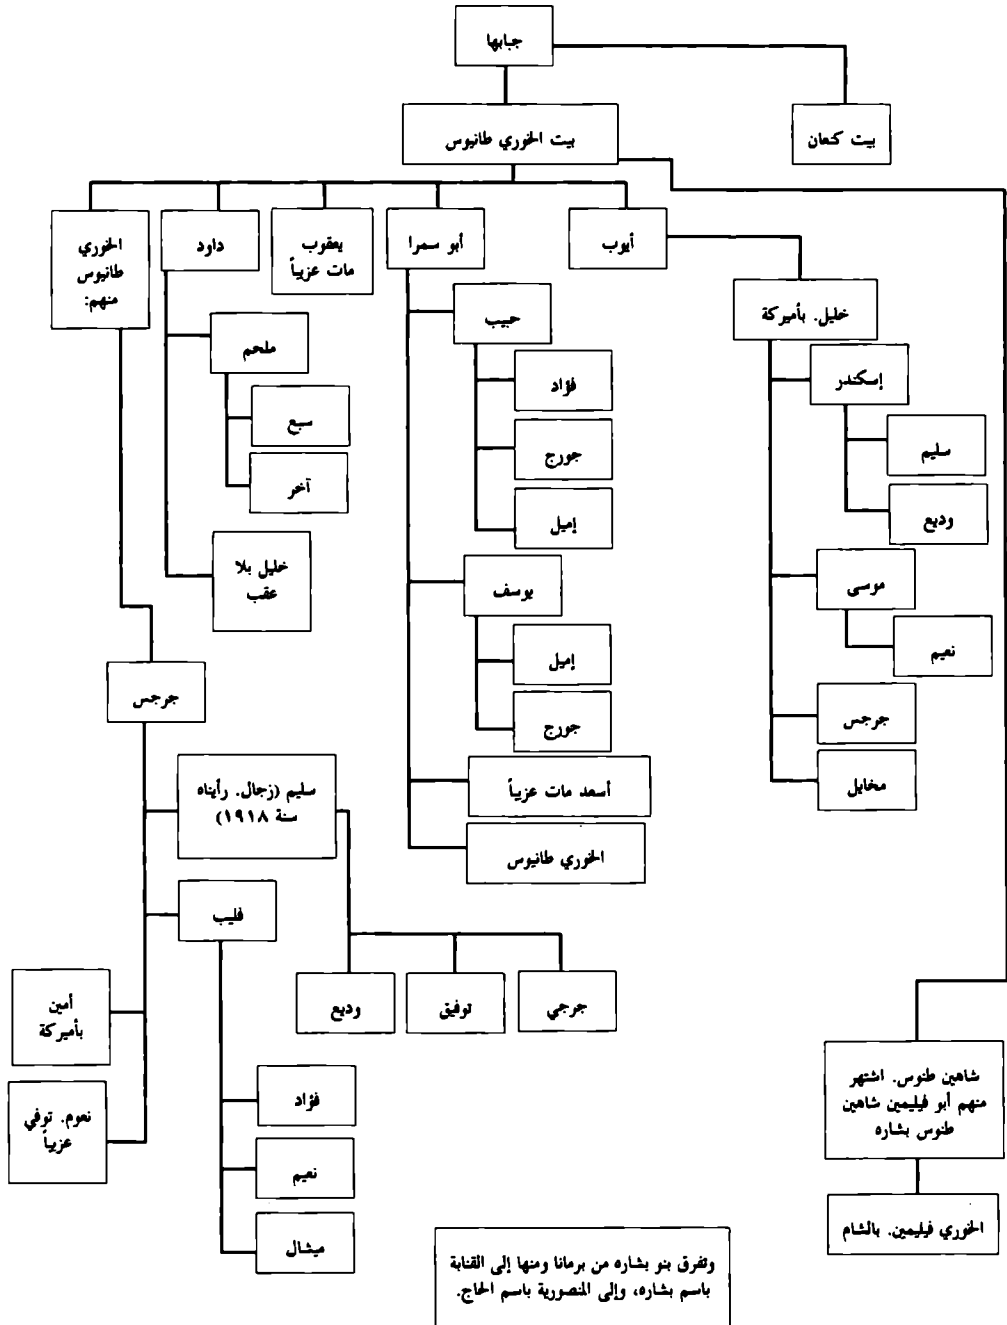 جبابها
بيت كنعان
بيت الخوري طانيوس
أيوب
أبو سمرا
يعقوب
مات عزيباً
داود
الخوري
طانيوس
منهم:
خليل. بأميركة
إسكندر
سليم
وديع
موسى
نعيم
جرجس
مخايل
حبيب
فؤاد
جورج
إميل
يوسف
إميل
جورج
أسعد مات عزيباً
الخوري طانيوس
ملحم
سبع
آخر
خليل بلا
عقب
جرجس
سليم (زجال. رأيناه
سنة ١٩١٨)
جرجي
توفيق
وديع
فليب
فؤاد
نعيم
ميشال
أمين
بأميركة
نعوم. توفي
عزيباً
شاهين طنوس. اشتهر
منهم أبو فيليمين شاهين
طنوس بشاره
الخوري فيليمين. بالشام
وتفرق بنو بشاره من برمانا ومنها إلى القنابة
باسم بشاره، وإلى المنصورية باسم الحاج.